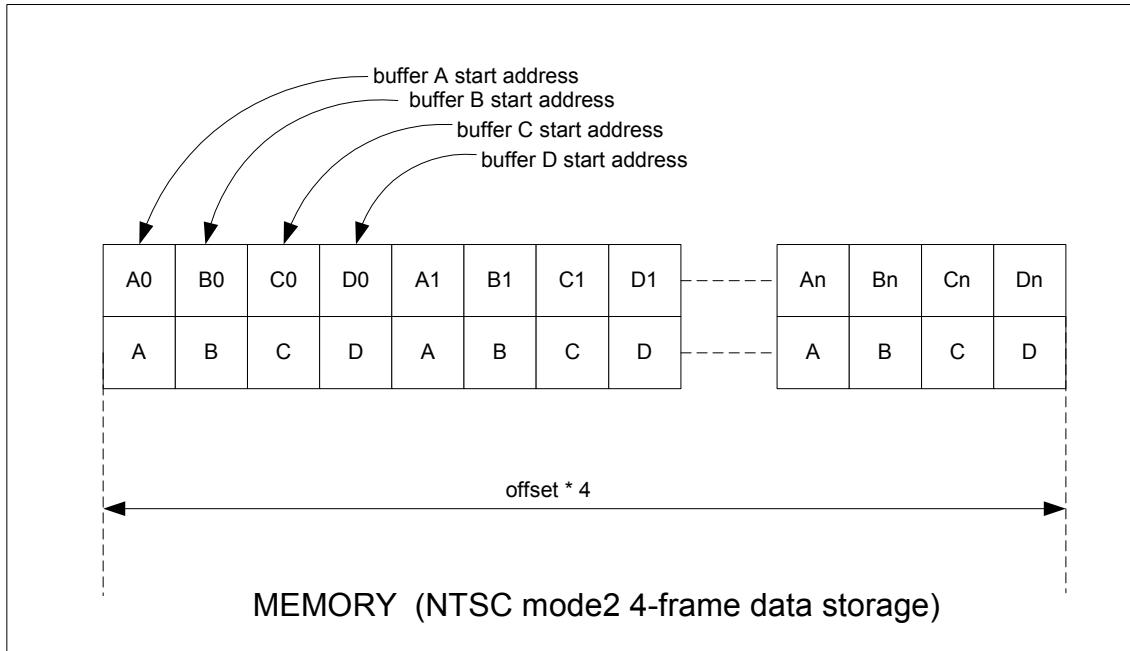 buffer A start address
buffer B start address
buffer C start address
buffer D start address
A0 B0 C0 D0 A1 B1 C1 D1 An Bn Cn Dn
A B C D A B C D A B C D
offset * 4
MEMORY (NTSC mode2 4-frame data storage)